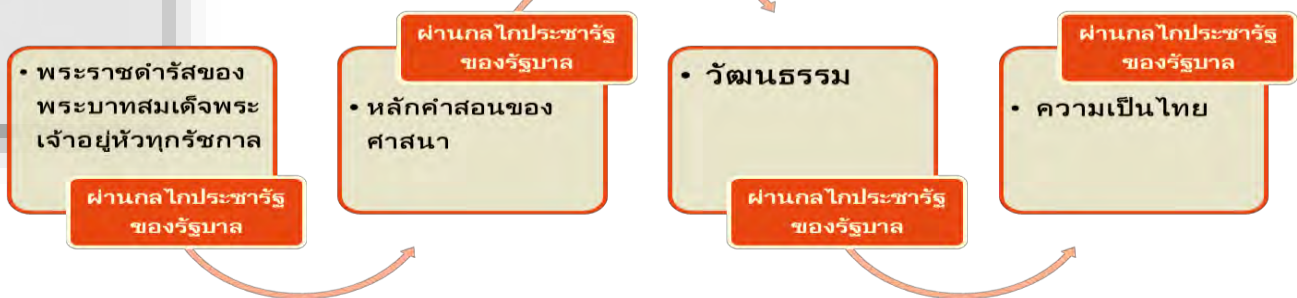 • พระราชดำรัสของ
พระบาทสมเด็จพระ
เจ้าอยู่หัวทุกรัชกาล
ผ่านกลไกประชารัฐ
ของรัฐบาล
ผ่านกลไกประชารัฐ
ของรัฐบาล
• หลักคำสอนของ
ศาสนา
• วัฒนธรรม
ผ่านกลไกประชารัฐ
ของรัฐบาล
ผ่านกลไกประชารัฐ
ของรัฐบาล
• ความเป็นไทย